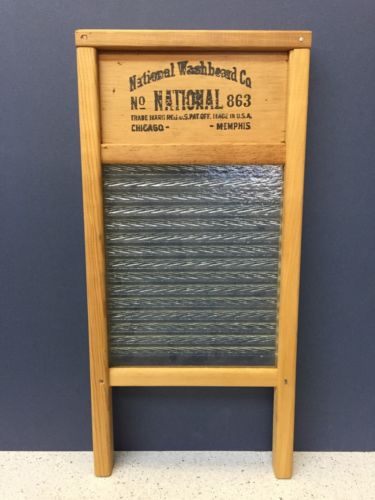 National Washboard Co
No NATIONAL 863
TRADE MARK REG. U.S. PAT. OFF. MADE IN U.S.A.
CHICAGO - - MEMPHIS